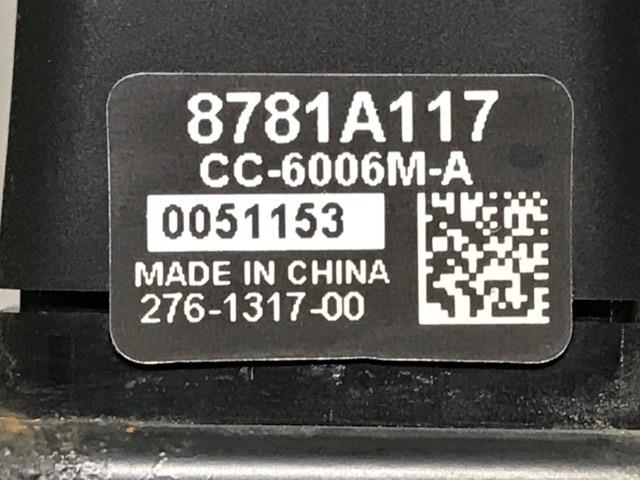 8781A117
CC-6006M-A
0051153
MADE IN CHINA
276-1317-00